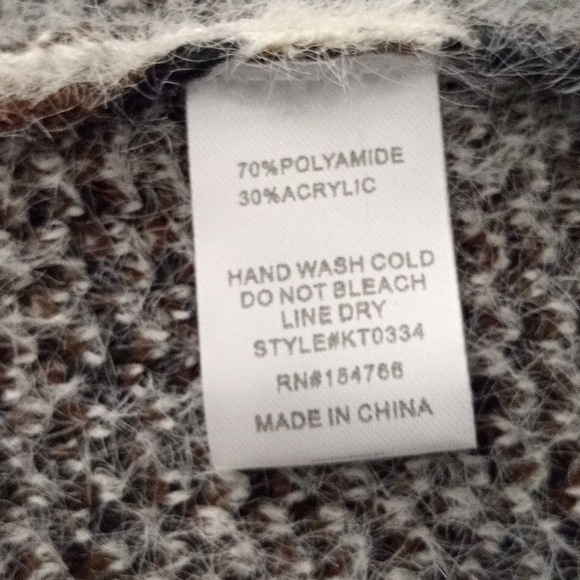 70%POLYAMIDE
30%ACRYLIC
HAND WASH COLD
DO NOT BLEACH
LINE DRY
STYLE#KT0334
RN#154766
MADE IN CHINA